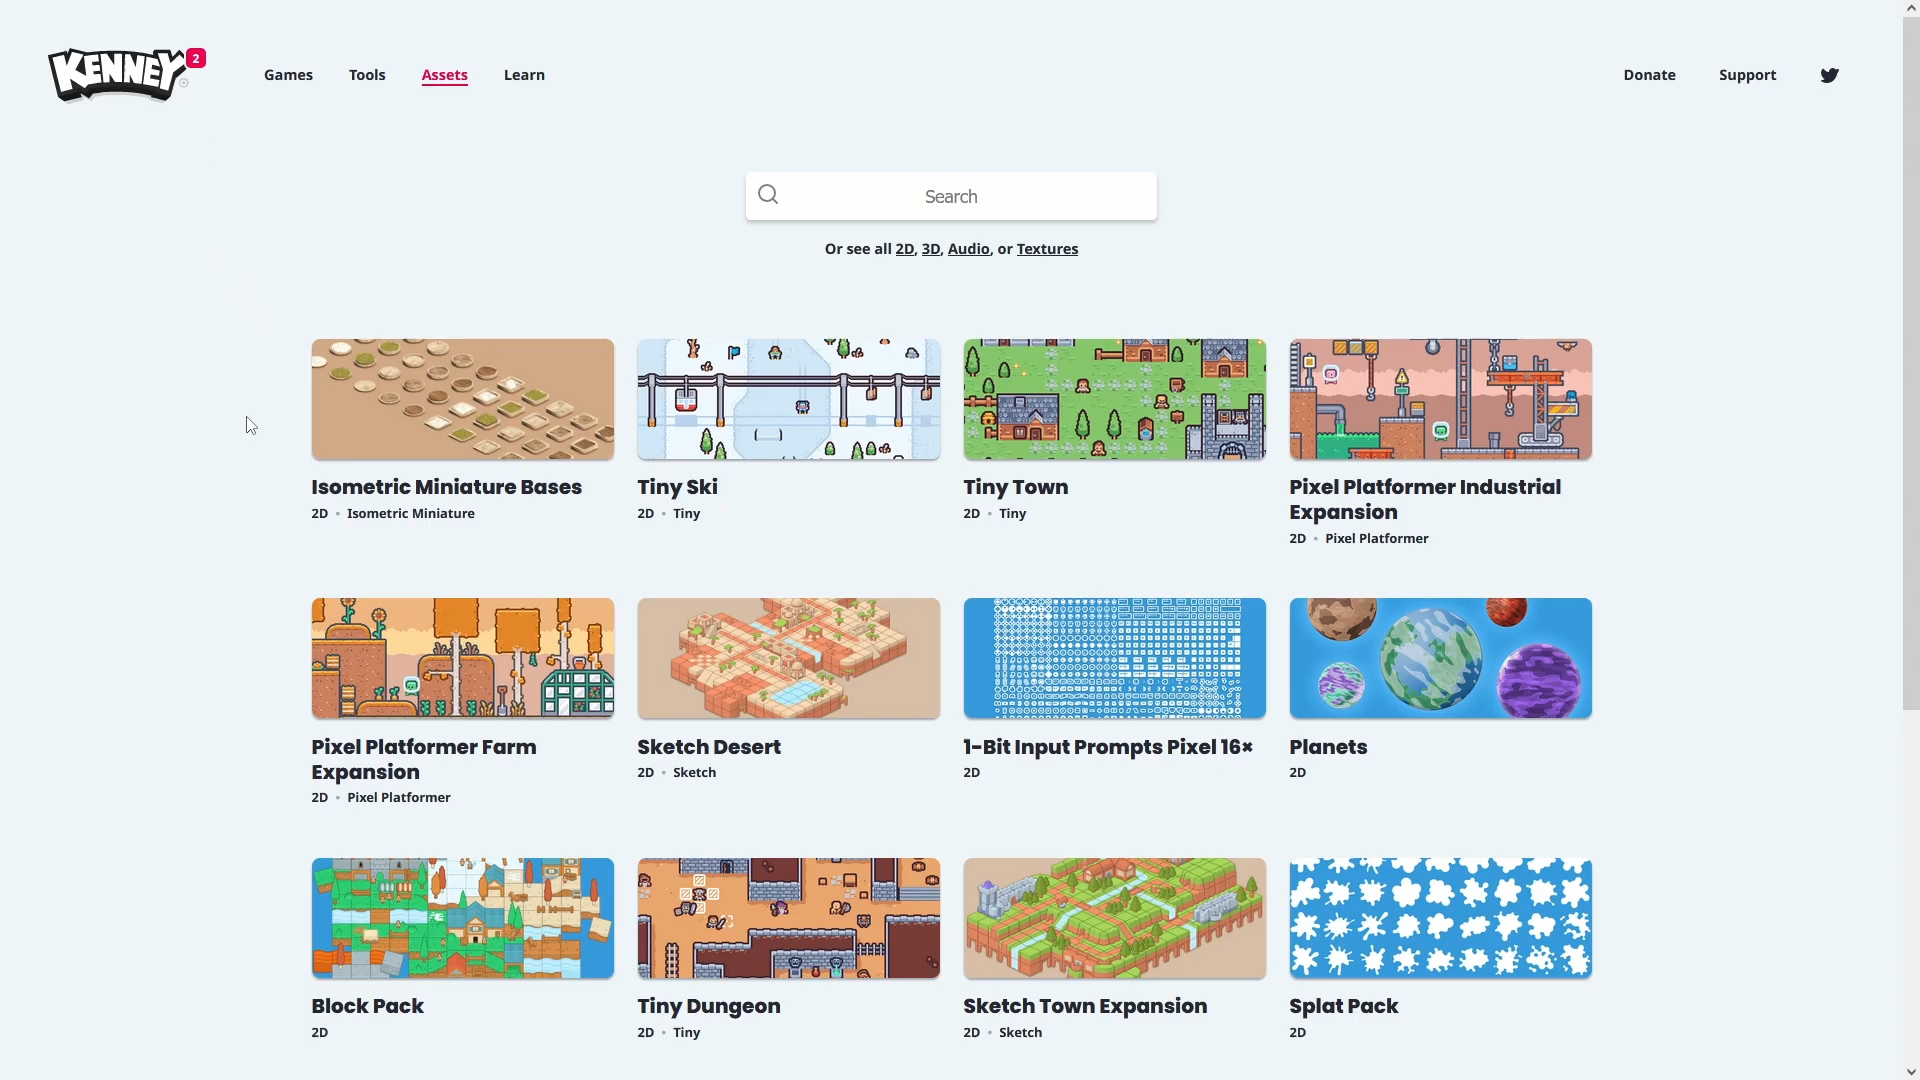 KENNEY
2
Games
Tools
Assets
Learn
Donate
Support
Search
Or see all 2D, 3D, Audio, or Textures
Isometric Miniature Bases
2D • Isometric Miniature
Tiny Ski
2D • Tiny
Tiny Town
2D • Tiny
Pixel Platformer Industrial
Expansion
2D • Pixel Platformer
Pixel Platformer Farm
Expansion
2D • Pixel Platformer
Sketch Desert
2D • Sketch
1-Bit Input Prompts Pixel 16×
2D
Planets
2D
Block Pack
2D
Tiny Dungeon
2D • Tiny
Sketch Town Expansion
2D • Sketch
Splat Pack
2D